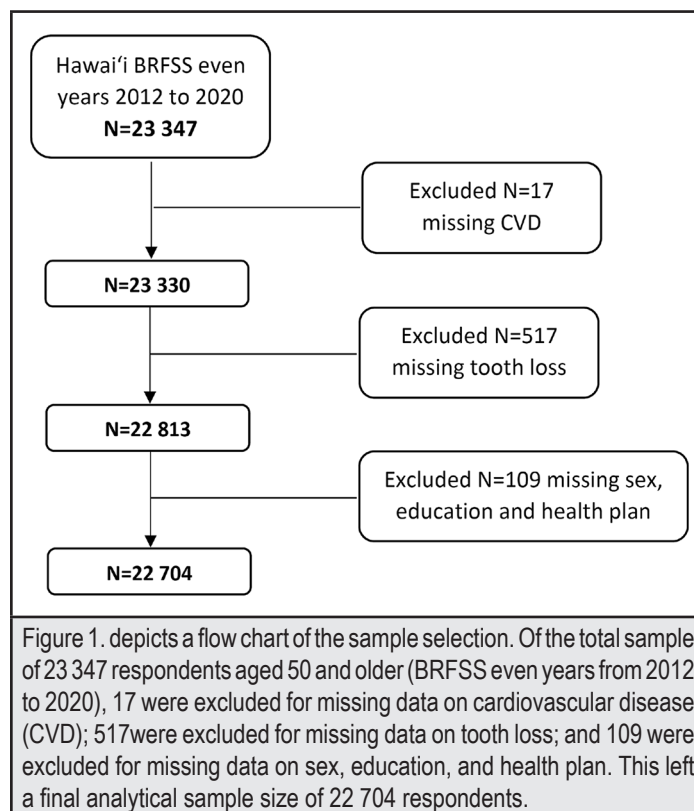 Hawai‘i BRFSS even
years 2012 to 2020
N=23 347
Excluded N=17
missing CVD
N=23 330
Excluded N=517
missing tooth loss
N=22 813
Excluded N=109 missing sex,
education and health plan
N=22 704
Figure 1. depicts a flow chart of the sample selection. Of the total sample
of 23 347 respondents aged 50 and older (BRFSS even years from 2012
to 2020), 17 were excluded for missing data on cardiovascular disease
(CVD); 517were excluded for missing data on tooth loss; and 109 were
excluded for missing data on sex, education, and health plan. This left
a final analytical sample size of 22 704 respondents.